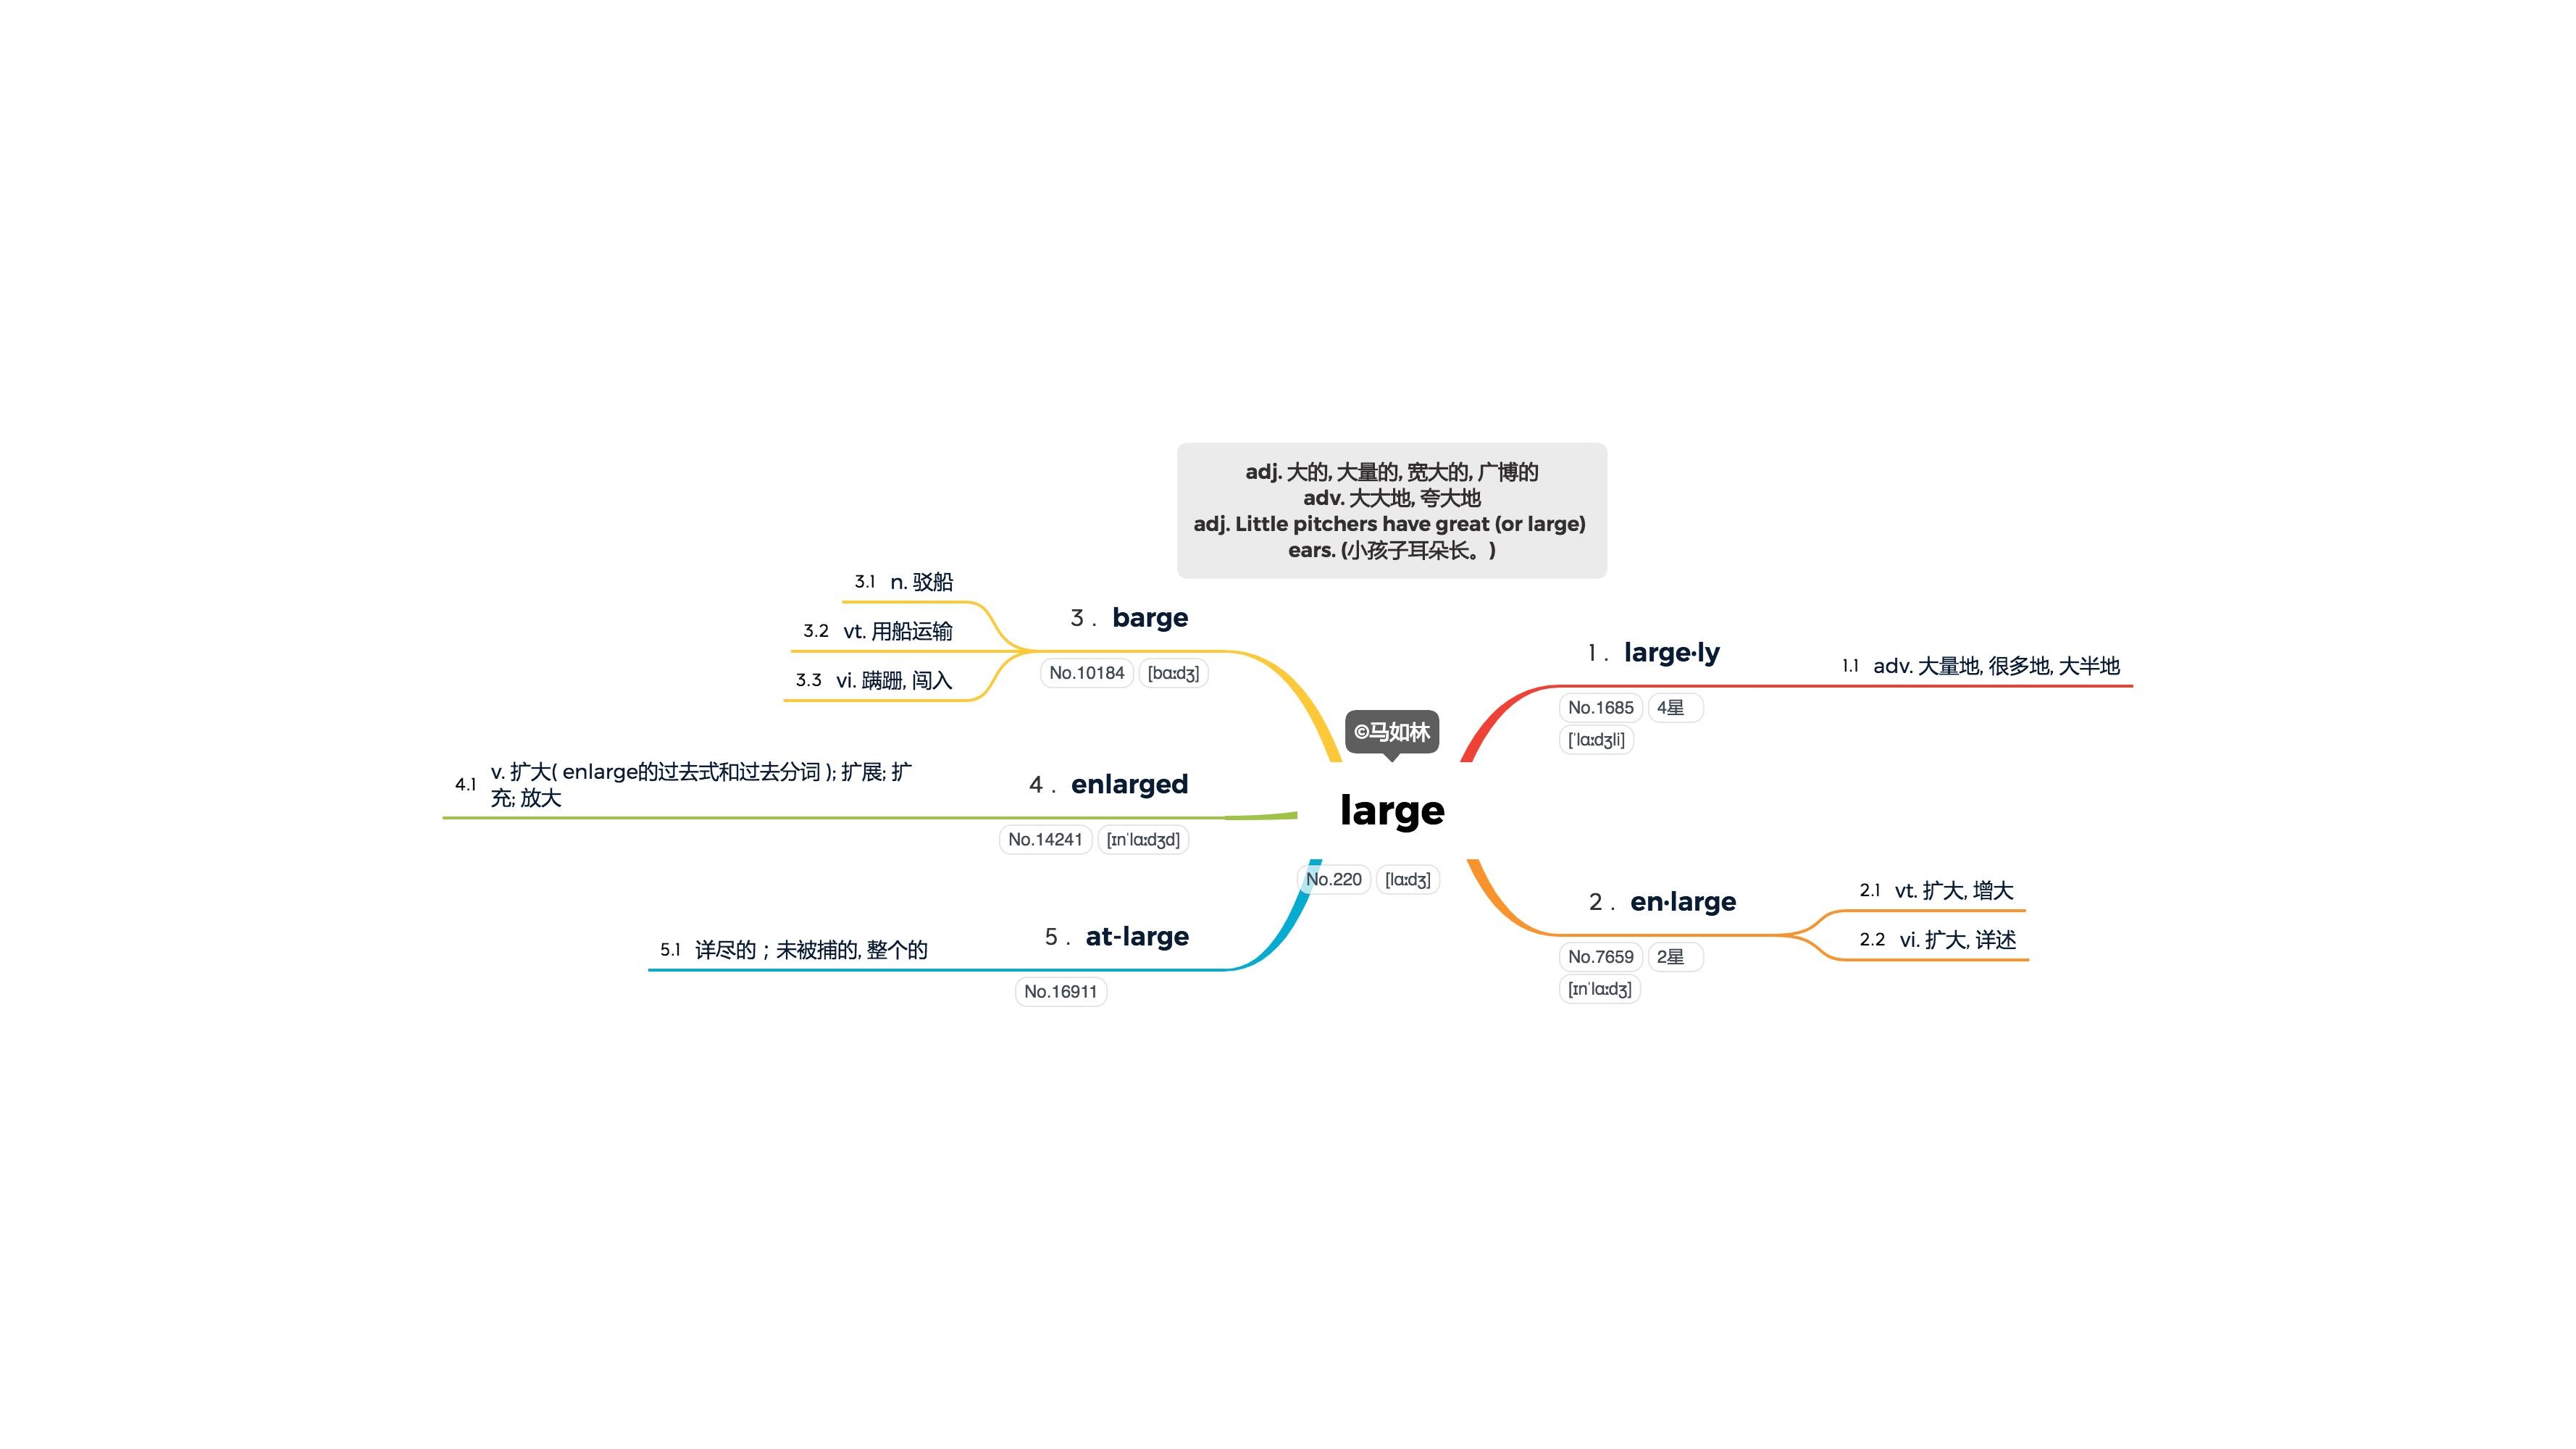 adj. 大的, 大量的, 宽大的, 广博的
adv. 大大地, 夸大地
adj. Little pitchers have great (or large)
ears. (小孩子耳朵长。)
©马如林
large
No.220 [lɑːdʒ]
1 . large·ly
No.1685 4星
[ˈlɑːdʒli]
1.1 adv. 大量地, 很多地, 大半地
2 . en·large
No.7659 2星
[ɪnˈlɑːdʒ]
2.1 vt. 扩大, 增大
2.2 vi. 扩大, 详述
3 . barge
No.10184 [bɑːdʒ]
3.1 n. 驳船
3.2 vt. 用船运输
3.3 vi. 蹒珊, 闯入
4 . enlarged
No.14241 [ɪnˈlɑːdʒd]
4.1 v. 扩大( enlarge的过去式和过去分词 ); 扩展; 扩
充; 放大
5 . at-large
No.16911
5.1 详尽的；未被捕的, 整个的